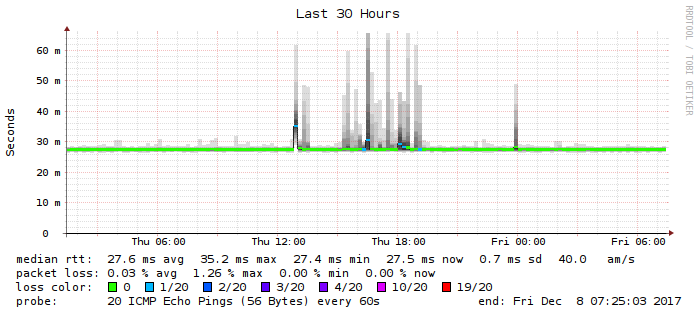 Last 30 Hours
RRDTOOL / TOBI OETIKER
Seconds
60 m
50 m
40 m
30 m
20 m
10 m
0
Thu 06:00 Thu 12:00 Thu 18:00 Fri 00:00 Fri 06:00
median rtt: 27.6 ms avg 35.2 ms max 27.4 ms min 27.5 ms now 0.7 ms sd 40.0 am/s
packet loss: 0.03 % avg 1.26 % max 0.00 % min 0.00 % now
loss color: 0 1/20 2/20 3/20 4/20 10/20 19/20
probe: 20 ICMP Echo Pings (56 Bytes) every 60s end: Fri Dec 8 07:25:03 2017